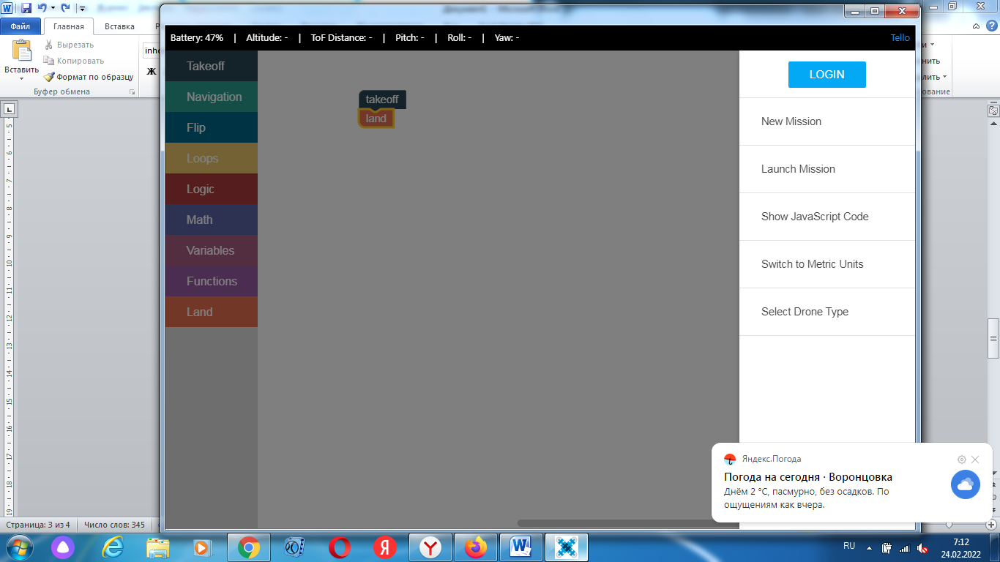 Файл
Главная
Вставка
Вырезать
Копировать
Формат по образцу
Вставить
Буфер обмена
inhe
Ж
Battery: 47% | Altitude: - | ToF Distance: - | Pitch: - | Roll: - | Yaw: -
Tello
Takeoff
Navigation
Flip
Loops
Logic
Math
Variables
Functions
Land
takeoff
land
LOGIN
New Mission
Launch Mission
Show JavaScript Code
Switch to Metric Units
Select Drone Type
Яндекс.Погода
Погода на сегодня · Воронцовка
Днём 2 °C, пасмурно, без осадков. По
ощущениям как вчера.
Страница: 3 из 4
Число слов: 345
RU
7:12
24.02.2022